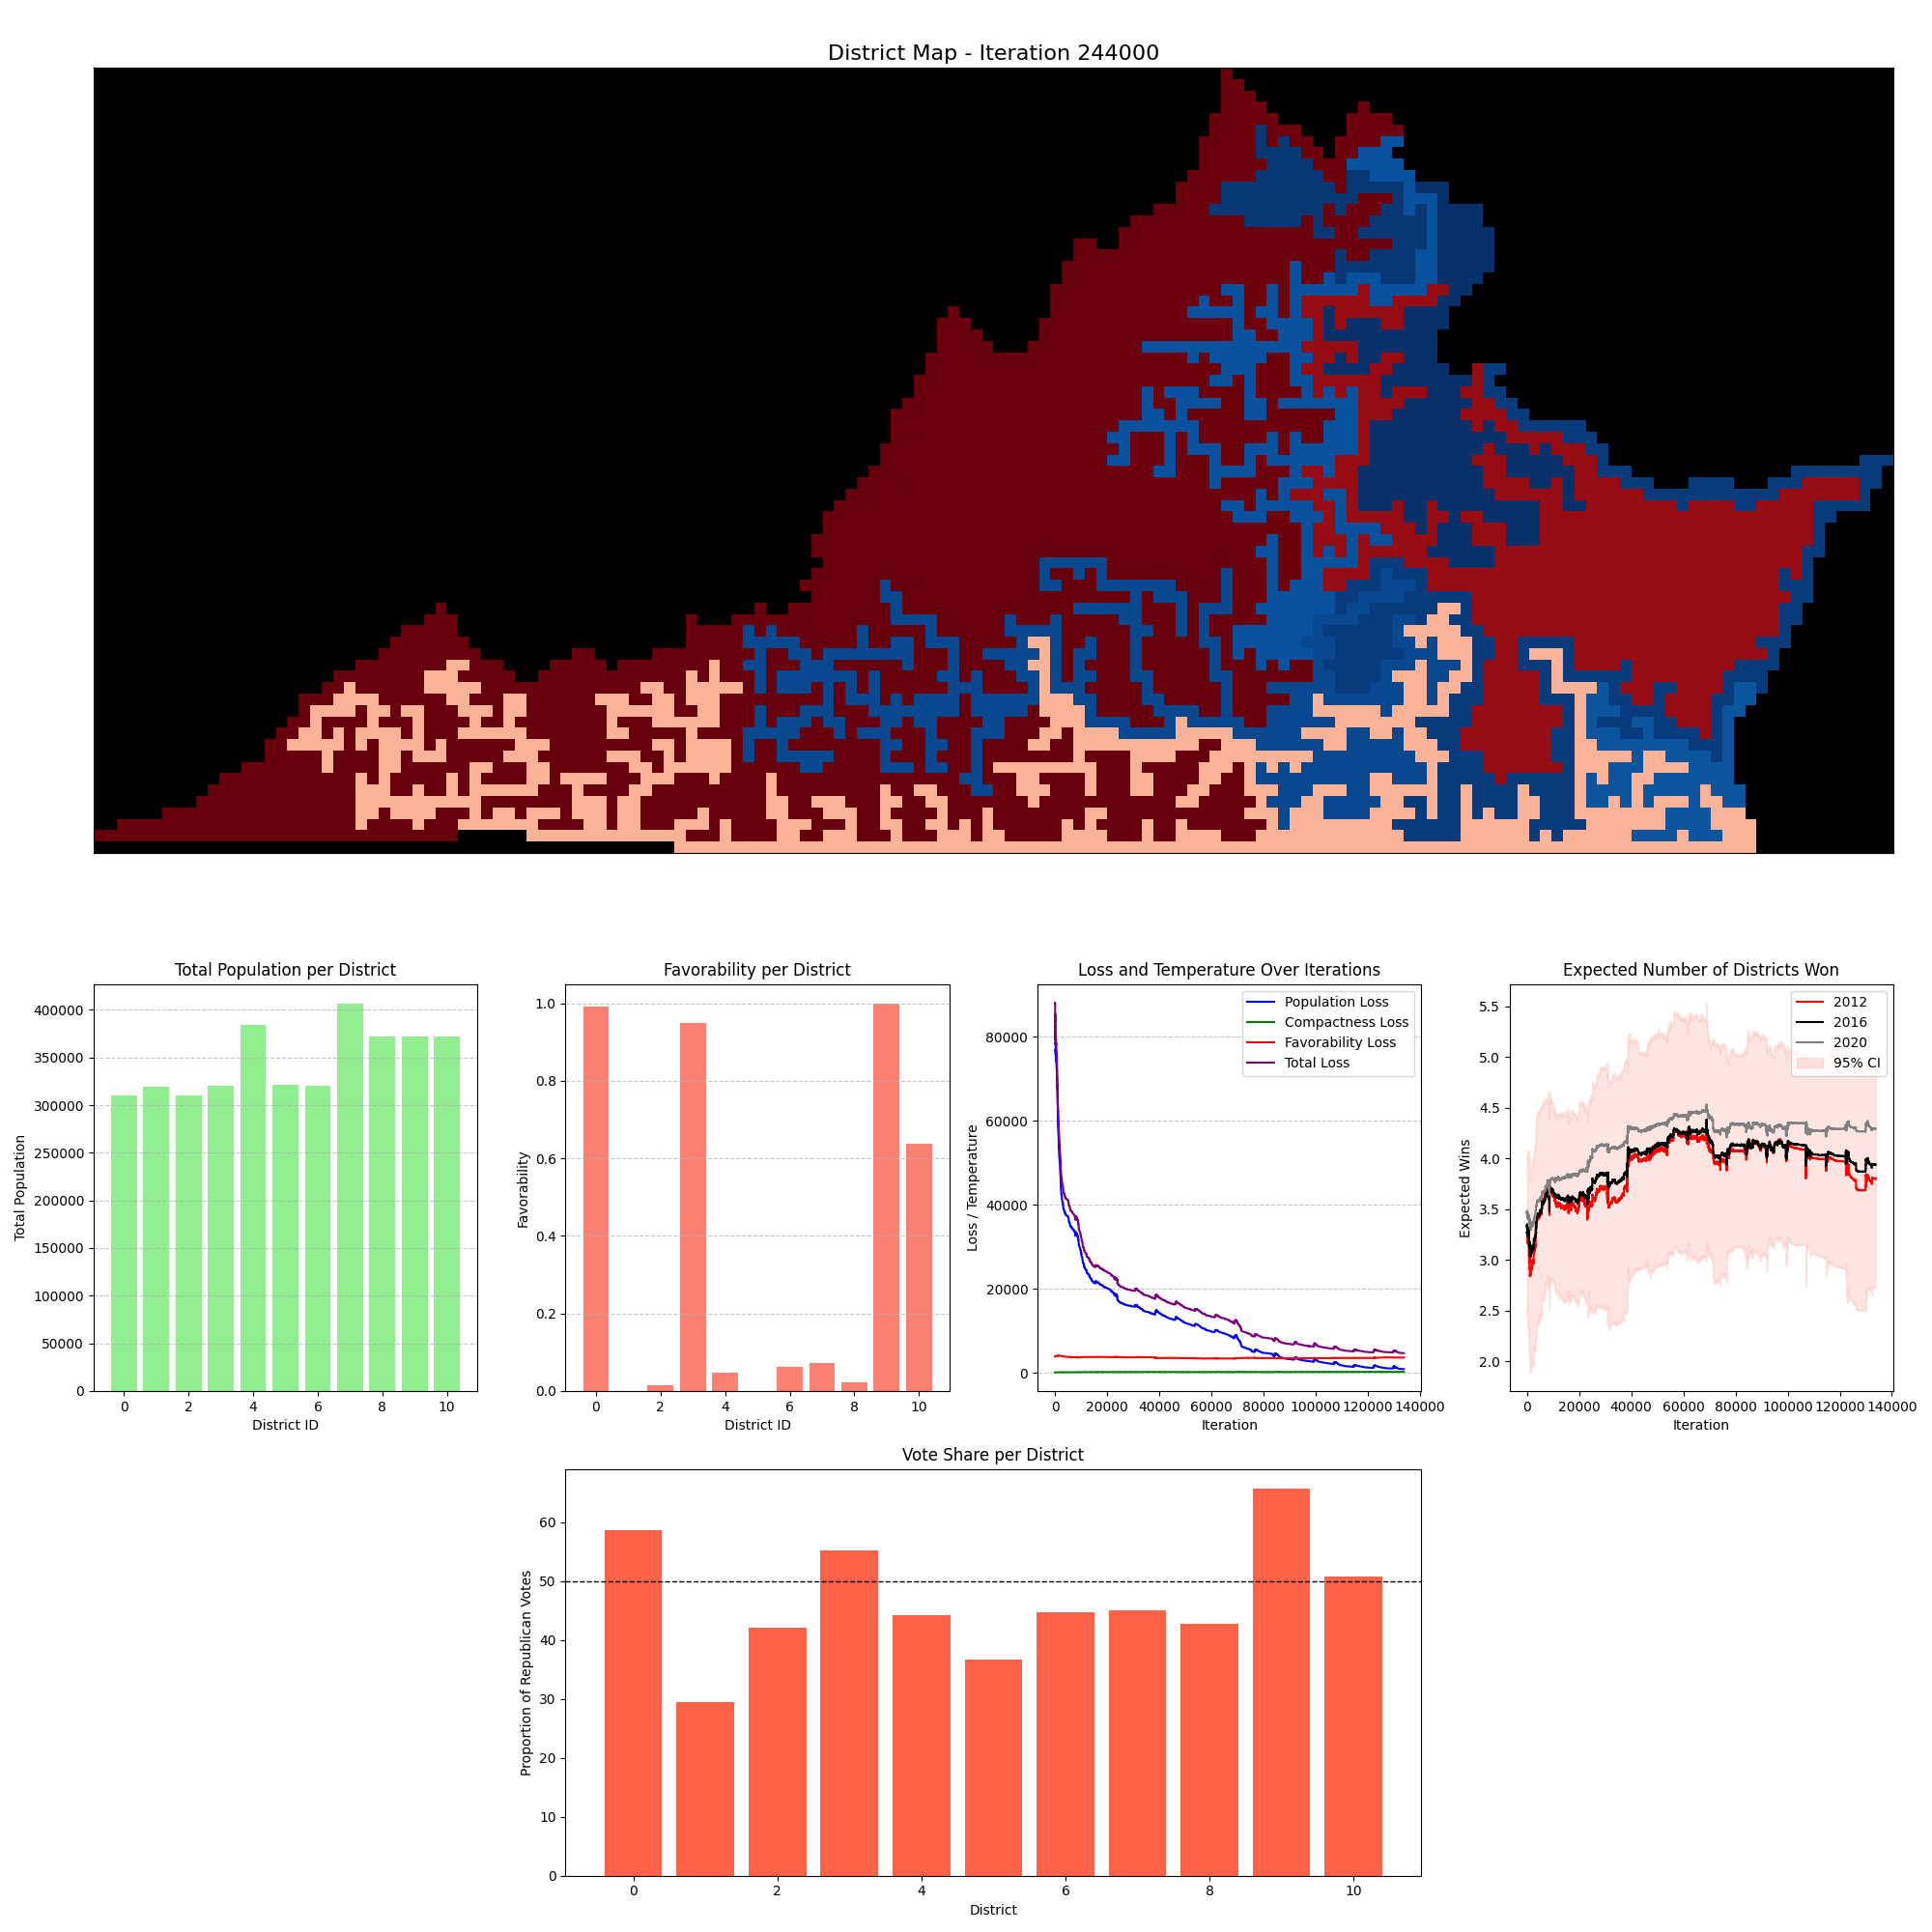 District Map - Iteration 244000
Total Population per District
Total Population
400000
350000
300000
250000
200000
150000
100000
50000
0
0 2 4 6 8 10
District ID
Favorability per District
Favorability
1.0
0.8
0.6
0.4
0.2
0.0
0 2 4 6 8 10
District ID
Loss and Temperature Over Iterations
Population Loss
Compactness Loss
Favorability Loss
Total Loss
Loss / Temperature
80000
60000
40000
20000
0
0 20000 40000 60000 80000 100000 120000 140000
Iteration
Expected Number of Districts Won
2012
2016
2020
95% CI
Expected Wins
5.5
5.0
4.5
4.0
3.5
3.0
2.5
2.0
0 20000 40000 60000 80000 100000 120000 140000
Iteration
Vote Share per District
Proportion of Republican Votes
60
50
40
30
20
10
0
0 2 4 6 8 10
District